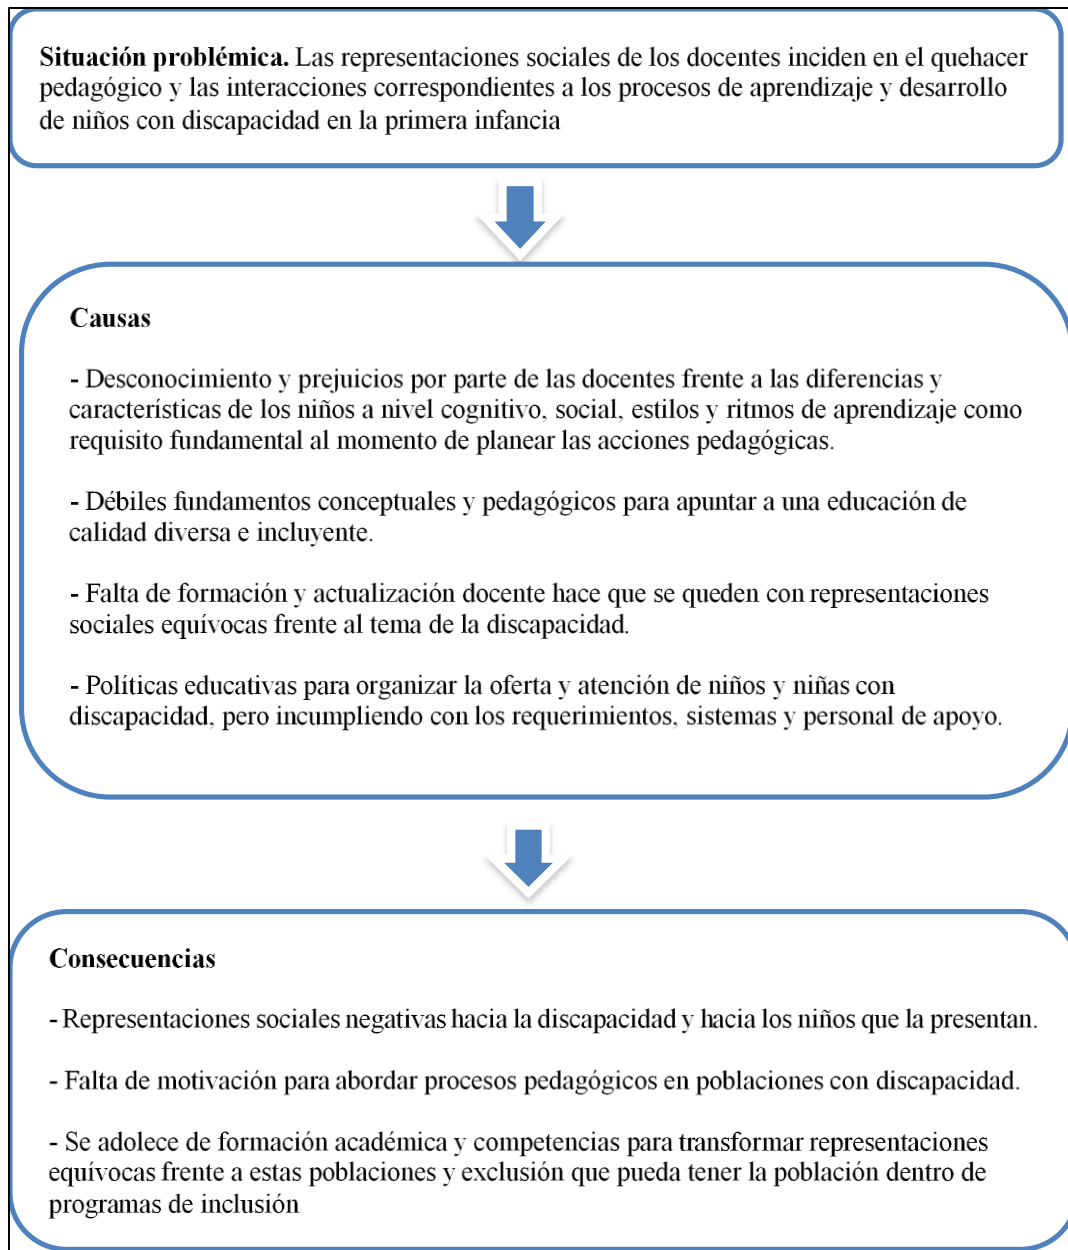 Situación problémica. Las representaciones sociales de los docentes inciden en el quehacer
pedagógico y las interacciones correspondientes a los procesos de aprendizaje y desarrollo
de niños con discapacidad en la primera infancia
Causas
- Desconocimiento y prejuicios por parte de las docentes frente a las diferencias y
características de los niños a nivel cognitivo, social, estilos y ritmos de aprendizaje como
requisito fundamental al momento de planear las acciones pedagógicas.
- Débiles fundamentos conceptuales y pedagógicos para apuntar a una educación de
calidad diversa e incluyente.
- Falta de formación y actualización docente hace que se queden con representaciones
sociales equívocas frente al tema de la discapacidad.
- Políticas educativas para organizar la oferta y atención de niños y niñas con
discapacidad, pero incumpliendo con los requerimientos, sistemas y personal de apoyo.
Consecuencias
- Representaciones sociales negativas hacia la discapacidad y hacia los niños que la presentan.
- Falta de motivación para abordar procesos pedagógicos en poblaciones con discapacidad.
- Se adolece de formación académica y competencias para transformar representaciones
equívocas frente a estas poblaciones y exclusión que pueda tener la población dentro de
programas de inclusión